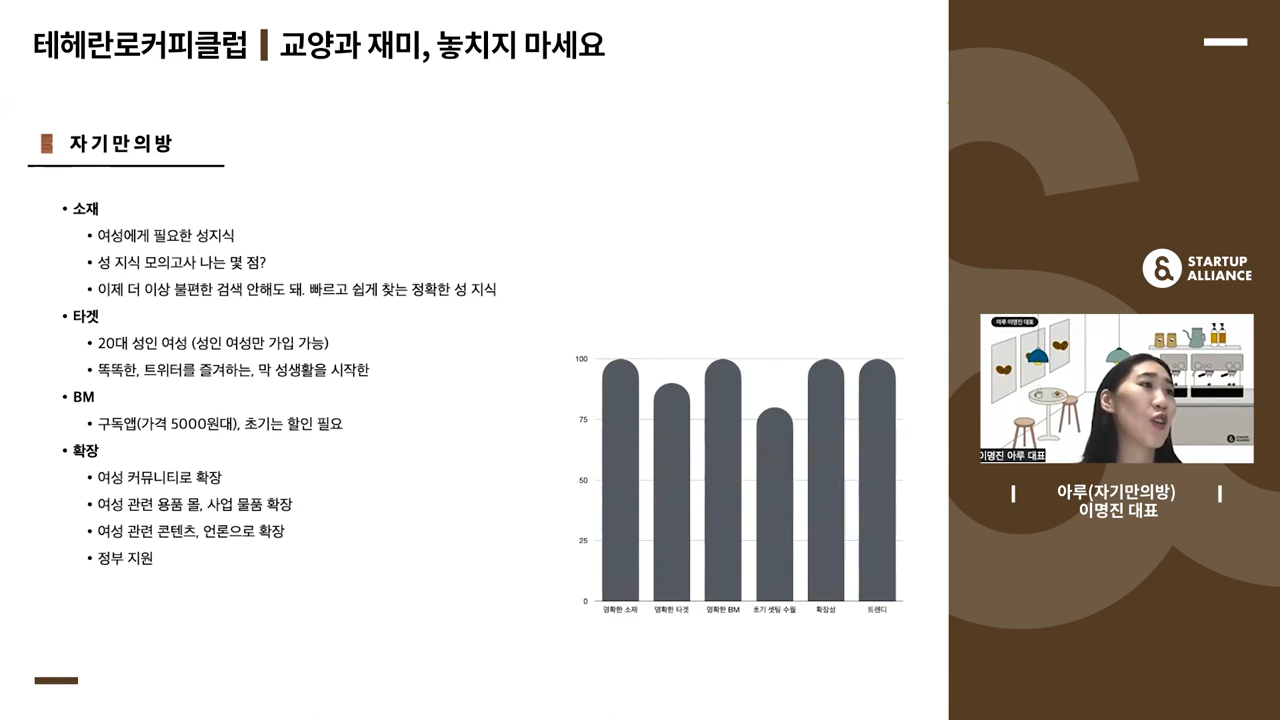 테헤란로커피클럽 | 교양과 재미, 놓치지 마세요
자기만의방
• 소재
• 여성에게 필요한 성지식
• 성 지식 모의고사 나는 몇 점?
• 이제 더 이상 불편한 검색 안해도 돼. 빠르고 쉽게 찾는 정확한 성 지식
• 타겟
• 20대 성인 여성 (성인 여성만 가입 가능)
• 똑똑한, 트위터를 즐겨하는, 막 성생활을 시작한
• BM
• 구독앱(가격 5000원대), 초기는 할인 필요
• 확장
• 여성 커뮤니티로 확장
• 여성 관련 용품 몰, 사업 물품 확장
• 여성 관련 콘텐츠, 언론으로 확장
• 정부 지원
100
75
50
25
0
명확한 소재 명확한 타겟 명확한 BM 초기 셋팅 수월 확장성 트렌디
STARTUP
ALLIANCE
아루 이명진 대표
이명진 아루 대표
아루(자기만의방)
이명진 대표